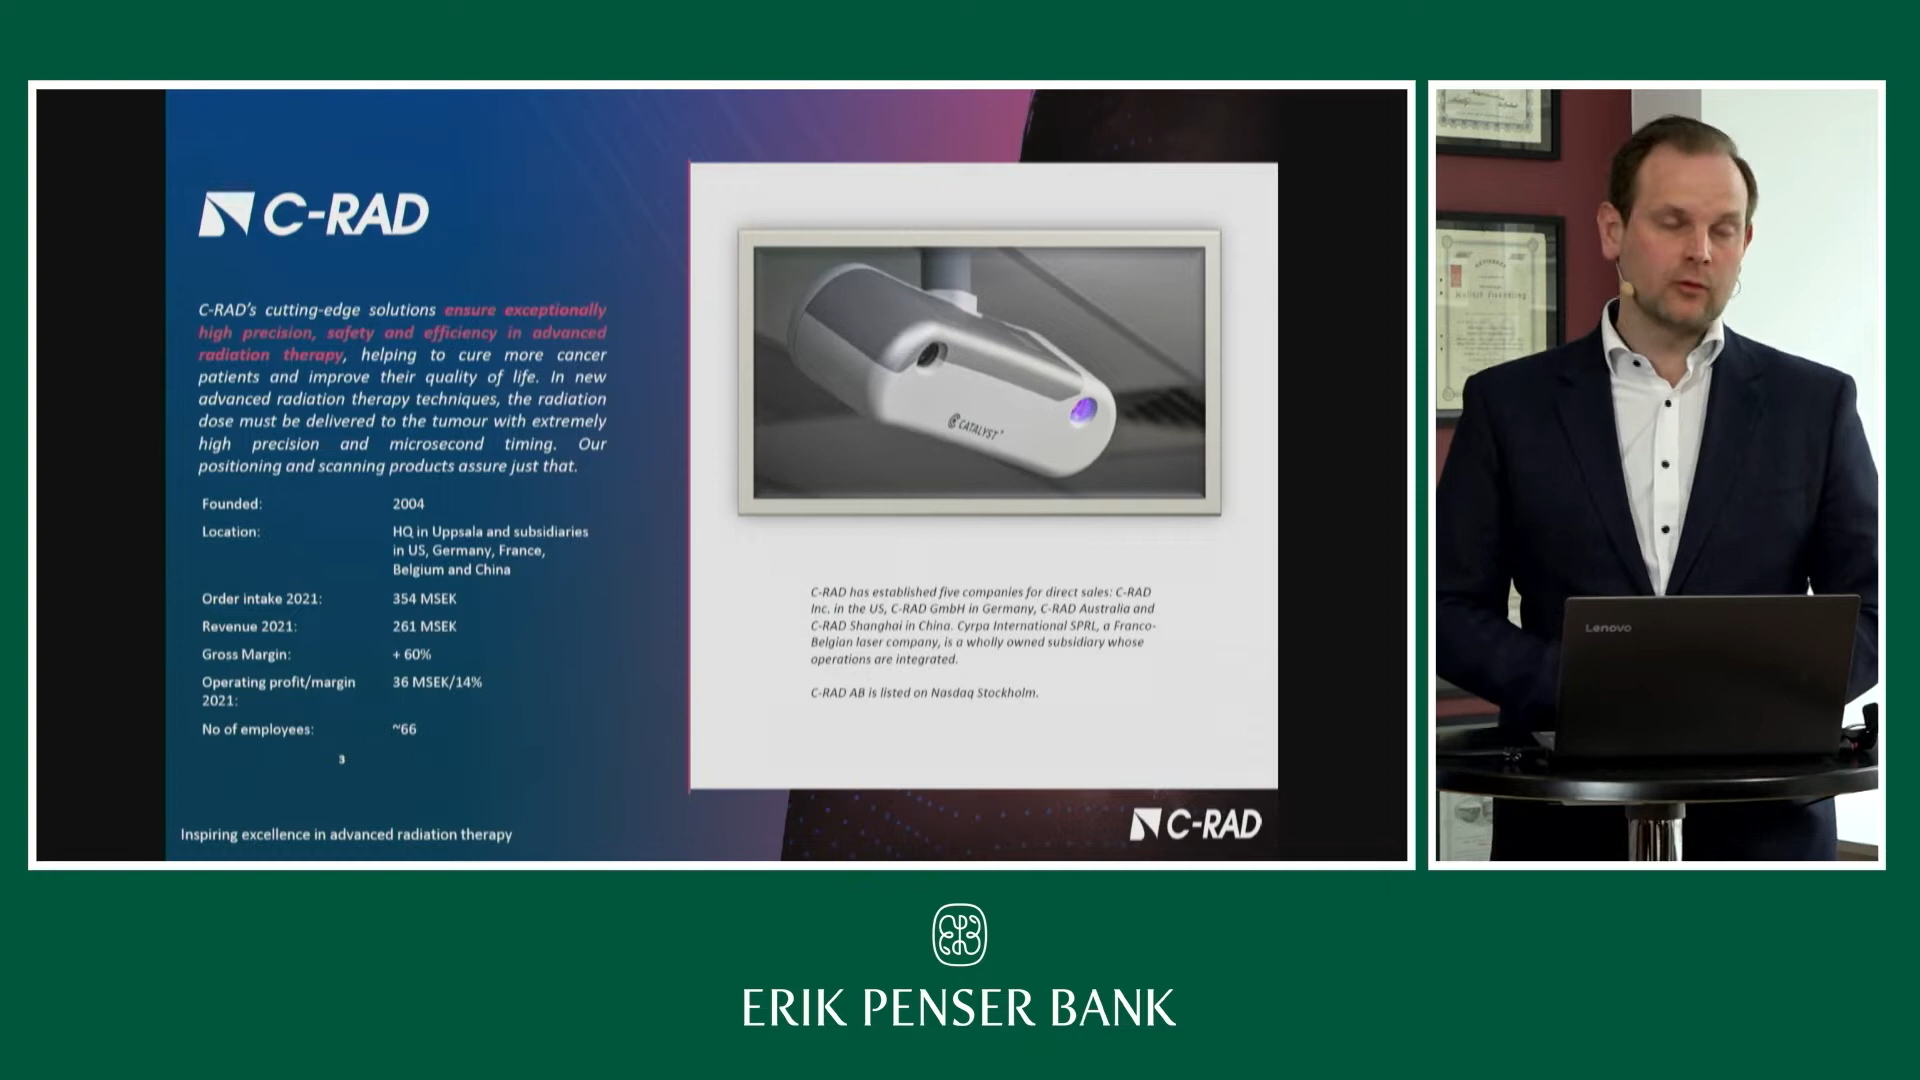 C-RAD
C-RAD's cutting-edge solutions ensure exceptionally
high precision, safety and efficiency in advanced
radiation therapy, helping to cure more cancer
patients and improve their quality of life. In new
advanced radiation therapy techniques, the radiation
dose must be delivered to the tumour with extremely
high precision and microsecond timing. Our
positioning and scanning products assure just that.
Founded: 2004
Location: HQ in Uppsala and subsidiaries
in US, Germany, France,
Belgium and China
Order intake 2021: 354 MSEK
Revenue 2021: 261 MSEK
Gross Margin: + 60%
Operating profit/margin 36 MSEK/14%
2021:
No of employees: ~66
3
Inspiring excellence in advanced radiation therapy
CATALYST+
C-RAD has established five companies for direct sales: C-RAD
Inc. in the US, C-RAD GmbH in Germany, C-RAD Australia and
C-RAD Shanghai in China. Cyrpa International SPRL, a Franco-
Belgian laser company, is a wholly owned subsidiary whose
operations are integrated.
C-RAD AB is listed on Nasdaq Stockholm.
C-RAD
Lenovo
ERIK PENSER BANK